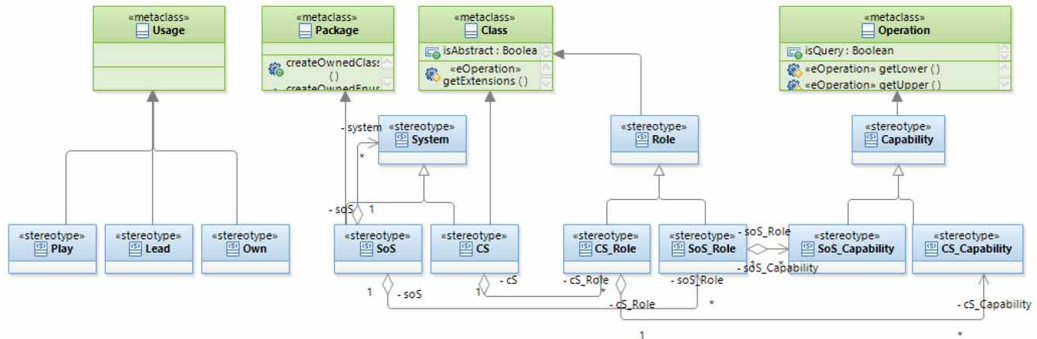 «metaclass»
Usage
«metaclass»
Package
createOwnedClass
( )
createOwnedEnur
«metaclass»
Class
isAbstract : Boolea
«eOperation»
getExtensions ( )
«metaclass»
Operation
isQuery : Boolean
«eOperation» getLower ( )
«eOperation» getUpper ( )
- system
*
«stereotype»
System
«stereotype»
Role
«stereotype»
Capability
- soS
1
«stereotype»
Play
«stereotype»
Lead
«stereotype»
Own
«stereotype»
SoS
«stereotype»
CS
«stereotype»
CS_Role
«stereotype»
SoS_Role
- soS_Role
1
*
- soS_Capability
«stereotype»
SoS_Capability
«stereotype»
CS_Capability
1
- soS
1
- cS
- cS_Role
*
- soS_Role
*
- cS_Role
1
- cS_Capability
*